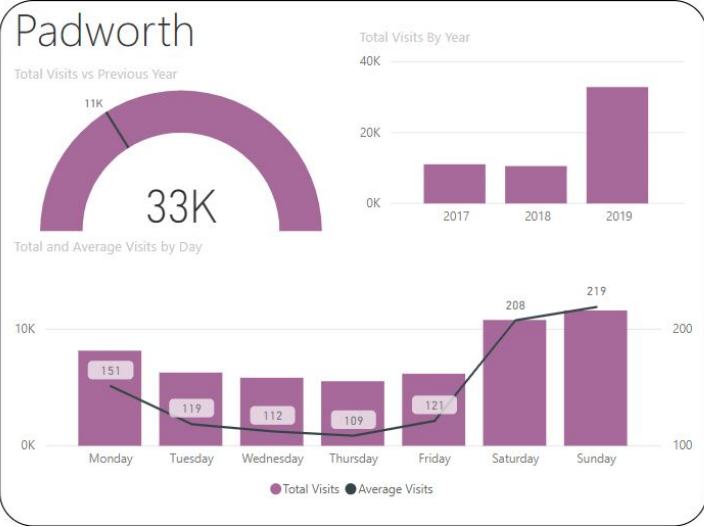 Padworth
Total Visits vs Previous Year
11K
33K
Total Visits By Year
40K
20K
0K
2017 2018 2019
Total and Average Visits by Day
219
208
10K 200
151
119
112
109
121
0K 100
Monday Tuesday Wednesday Thursday Friday Saturday Sunday
Total Visits Average Visits